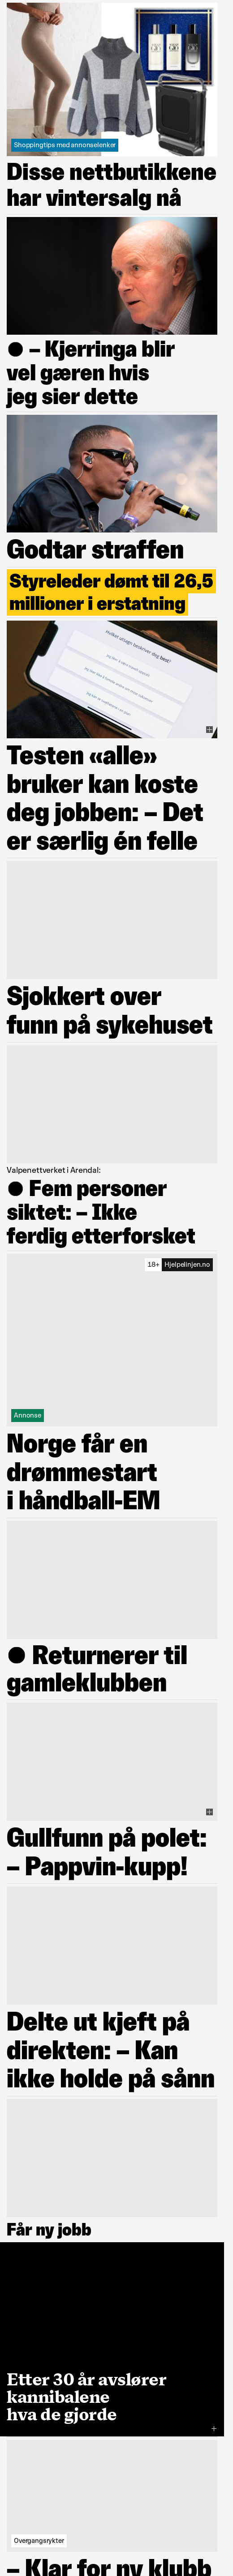 Shoppingtips med annonselenker
Disse nettbutikkene
har vintersalg nå
● – Kjerringa blir
vel gæren hvis
jeg sier dette
Godtar straffen
Styreleder dømt til 26,5
millioner i erstatning
Testen «alle»
bruker kan koste
deg jobben: – Det
er særlig én felle
Sjokkert over
funn på sykehuset
Valpenettverket i Arendal:
● Fem personer
siktet: – Ikke
ferdig etterforsket
18+ Hjelpelinjen.no
Annonse
Norge får en
drømmestart
i håndball-EM
● Returnerer til
gameleklubben
Gullfunn på polet:
– Pappvin-kupp!
Delte ut kjeft på
direkten: – Kan
ikke holde på sånn
Får ny jobb
Etter 30 år avslører
kannibalene
hva de gjorde
Overgangsrykter
– Klar for ny klubb